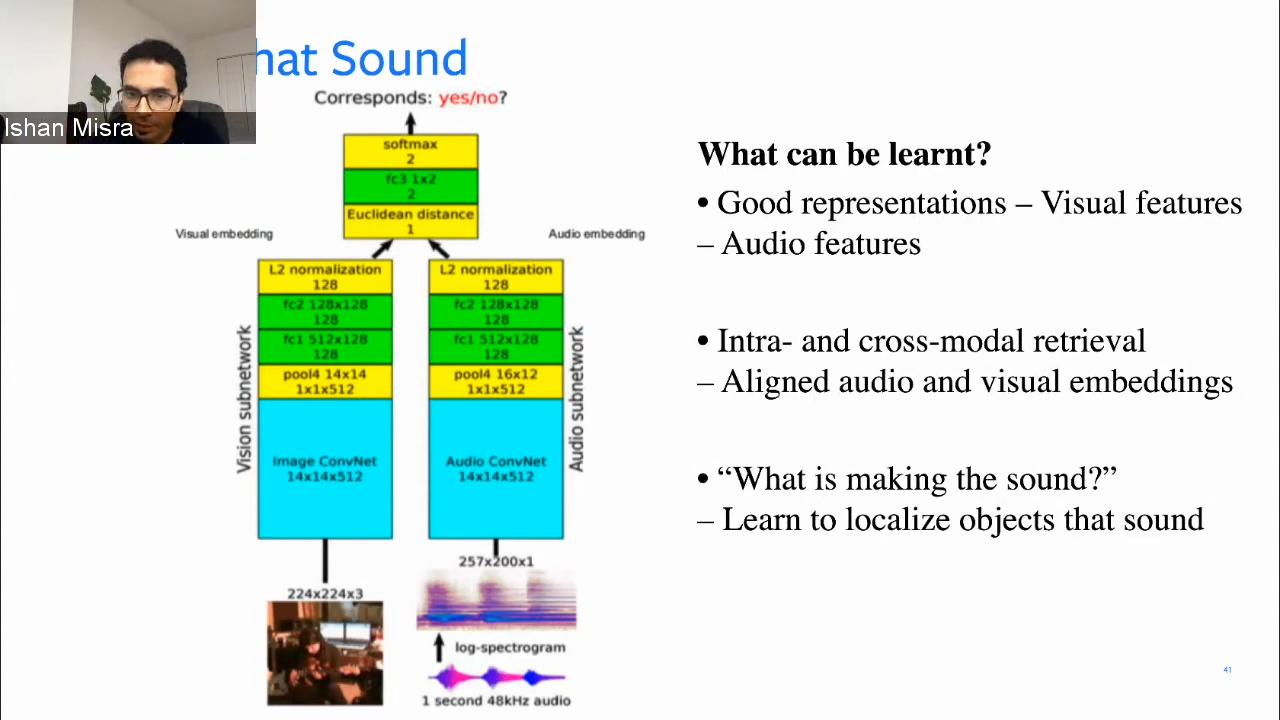 hat Sound
Ishan Misra
Corresponds: yes/no?
softmax
2
fc3 1x2
2
Euclidean distance
1
Visual embedding
Audio embedding
L2 normalization
128
fc2 128x128
128
fc1 512x128
128
pool4 14x14
1x1x512
Image ConvNet
14x14x512
Vision subnetwork
L2 normalization
128
fc2 128x128
128
fc1 512x128
128
pool4 16x12
1x1x512
Audio ConvNet
14x14x512
Audio subnetwork
224x224x3
257x200x1
log-spectrogram
1 second 48kHz audio
What can be learnt?
• Good representations – Visual features
– Audio features
• Intra- and cross-modal retrieval
– Aligned audio and visual embeddings
• “What is making the sound?”
– Learn to localize objects that sound
41